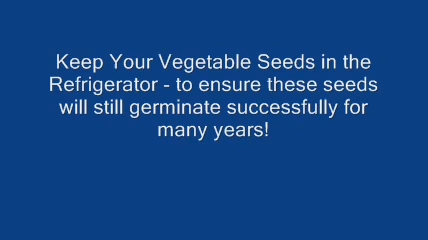 Keep Your Vegetable Seeds in the
Refrigerator - to ensure these seeds
will still germinate successfully for
many years!